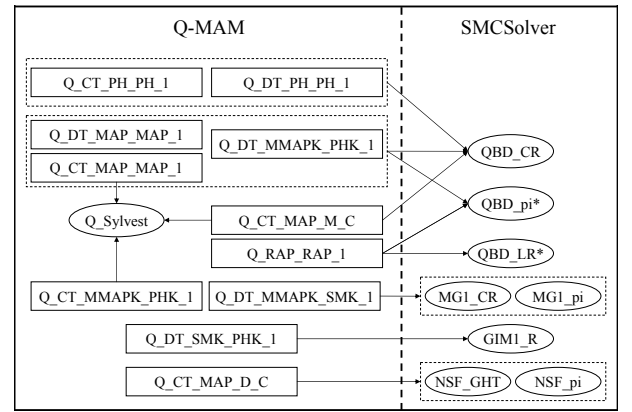 Q-MAM SMCSolver
Q_CT_PH_PH_1 Q_DT_PH_PH_1
Q_DT_MAP_MAP_1
Q_DT_MMAPK_PHK_1 QBD_CR
Q_CT_MAP_MAP_1
QBD_pi*
Q_Sylvest Q_CT_MAP_M_C
Q_RAP_RAP_1 QBD_LR*
Q_CT_MMAPK_PHK_1 Q_DT_MMAPK_SMK_1 MG1_CR MG1_pi
Q_DT_SMK_PHK_1 GIM1_R
Q_CT_MAP_D_C NSF_GHT NSF_pi